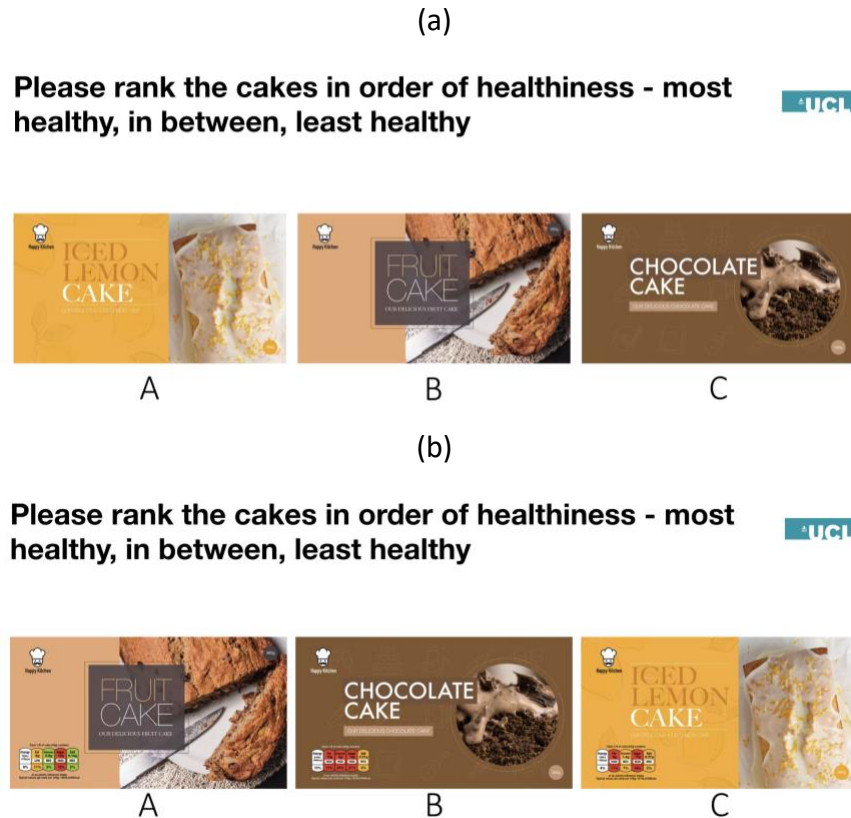 (a)
Please rank the cakes in order of healthiness - most
healthy, in between, least healthy
UCL
Happy Kitchen
ICED
LEMON
CAKE
Happy Kitchen
FRUIT
CAKE
OUR DELICIOUS FRUIT CAKE
Happy Kitchen
CHOCOLATE
CAKE
OUR DELICIOUS CHOCOLATE CAKE
A
B
C
(b)
Please rank the cakes in order of healthiness - most
healthy, in between, least healthy
UCL
Happy Kitchen
FRUIT
CAKE
OUR DELICIOUS FRUIT CAKE
Happy Kitchen
CHOCOLATE
CAKE
OUR DELICIOUS CHOCOLATE CAKE
Happy Kitchen
ICED
LEMON
CAKE
A
B
C